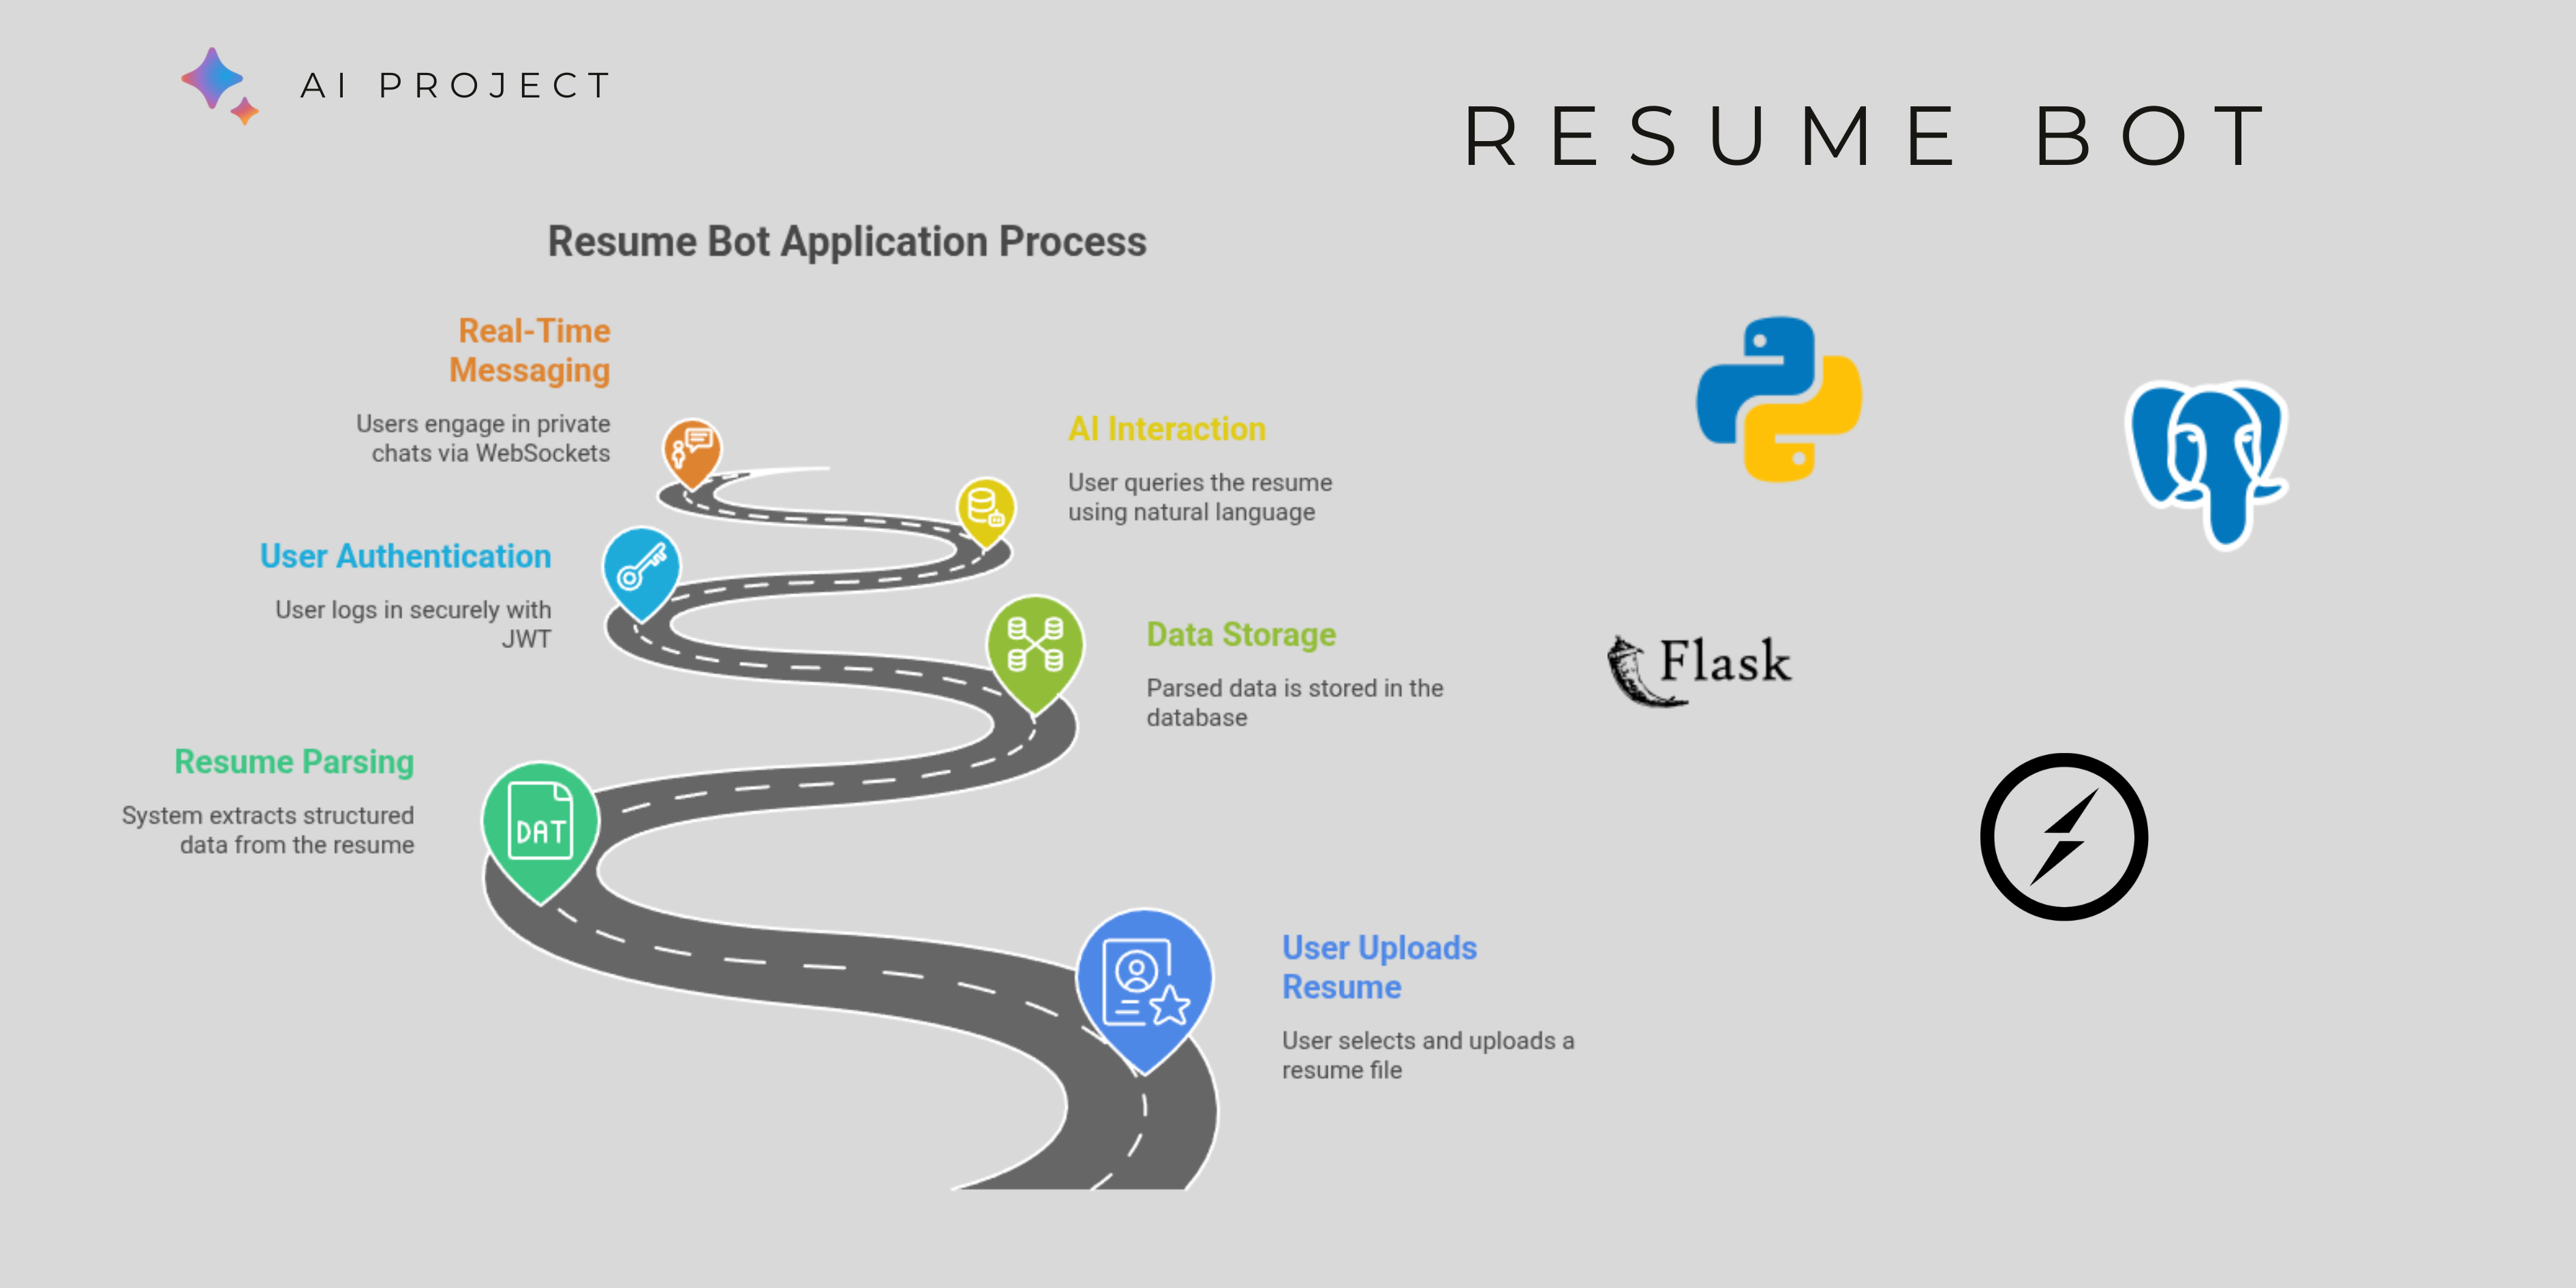 AI PROJECT
RESUME BOT
Resume Bot Application Process
Real-Time
Messaging
Users engage in private
chats via WebSockets
AI Interaction
User queries the resume
using natural language
User Authentication
User logs in securely with
JWT
Data Storage
Parsed data is stored in the
database
Resume Parsing
System extracts structured
data from the resume
DAT
User Uploads
Resume
User selects and uploads a
resume file
Flask